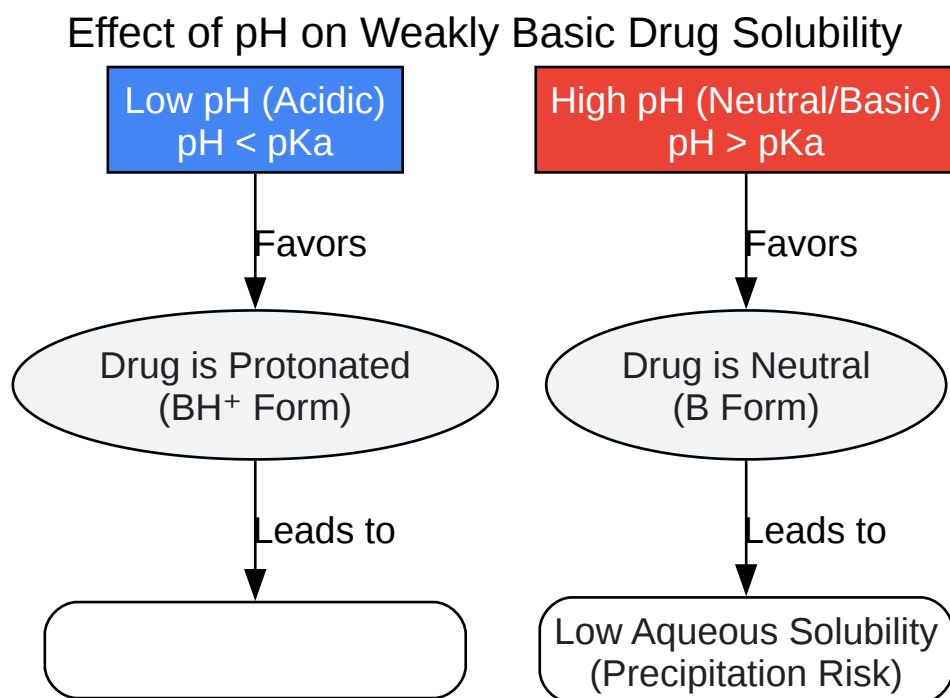 Effect of pH on Weakly Basic Drug Solubility
Low pH (Acidic)
pH < pKa
Favors
Drug is Protonated
(BH⁺ Form)
Leads to
High pH (Neutral/Basic)
pH > pKa
Favors
Drug is Neutral
(B Form)
Leads to
Low Aqueous Solubility
(Precipitation Risk)